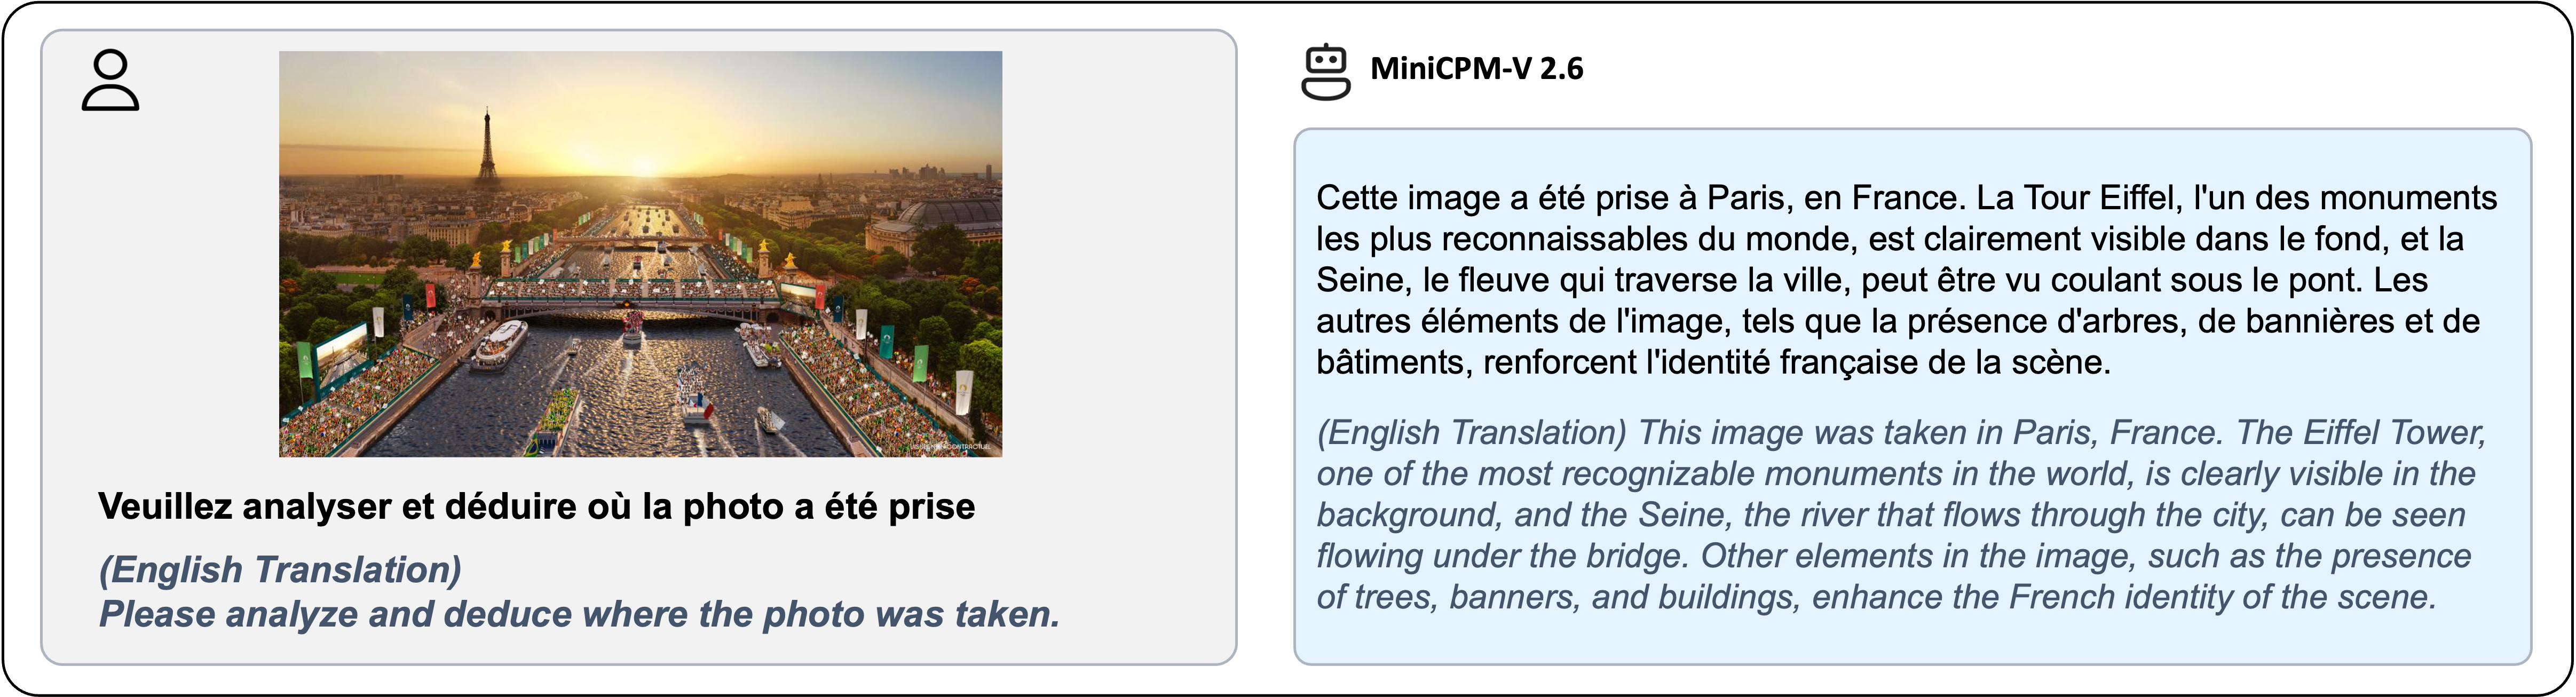 MiniCPM-V 2.6
Veuillez analyser et déduire où la photo a été prise
(English Translation)
Please analyze and deduce where the photo was taken.
Cette image a été prise à Paris, en France. La Tour Eiffel, l'un des monuments
les plus reconnaissables du monde, est clairement visible dans le fond, et la
Seine, le fleuve qui traverse la ville, peut être vu coulant sous le pont. Les
autres éléments de l'image, tels que la présence d'arbres, de bannières et de
bâtiments, renforcent l'identité française de la scène.
(English Translation) This image was taken in Paris, France. The Eiffel Tower,
one of the most recognizable monuments in the world, is clearly visible in the
background, and the Seine, the river that flows through the city, can be seen
flowing under the bridge. Other elements in the image, such as the presence
of trees, banners, and buildings, enhance the French identity of the scene.